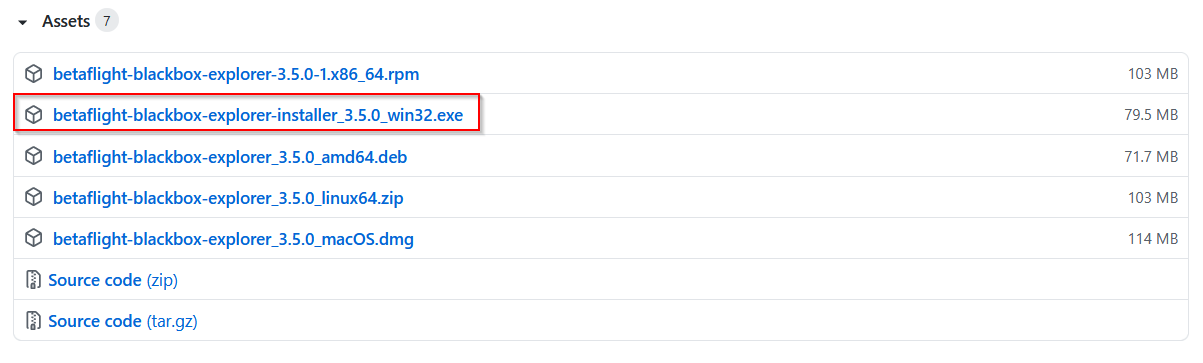 Assets 7
betaflight-blackbox-explorer-3.5.0-1.x86_64.rpm 103 MB
betaflight-blackbox-explorer-installer_3.5.0_win32.exe 79.5 MB
betaflight-blackbox-explorer_3.5.0_amd64.deb 71.7 MB
betaflight-blackbox-explorer_3.5.0_linux64.zip 103 MB
betaflight-blackbox-explorer_3.5.0_macOS.dmg 114 MB
Source code (zip)
Source code (tar.gz)